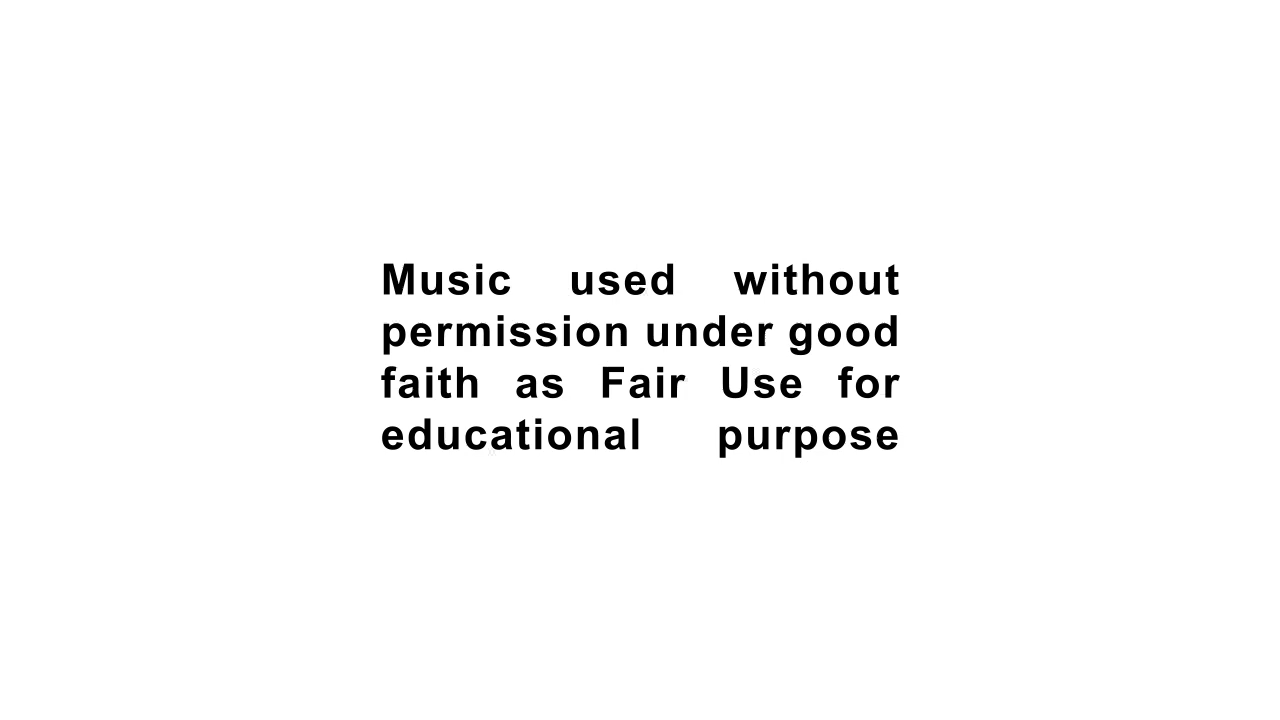 Music used without
permission under good
faith as Fair Use for
educational purpose